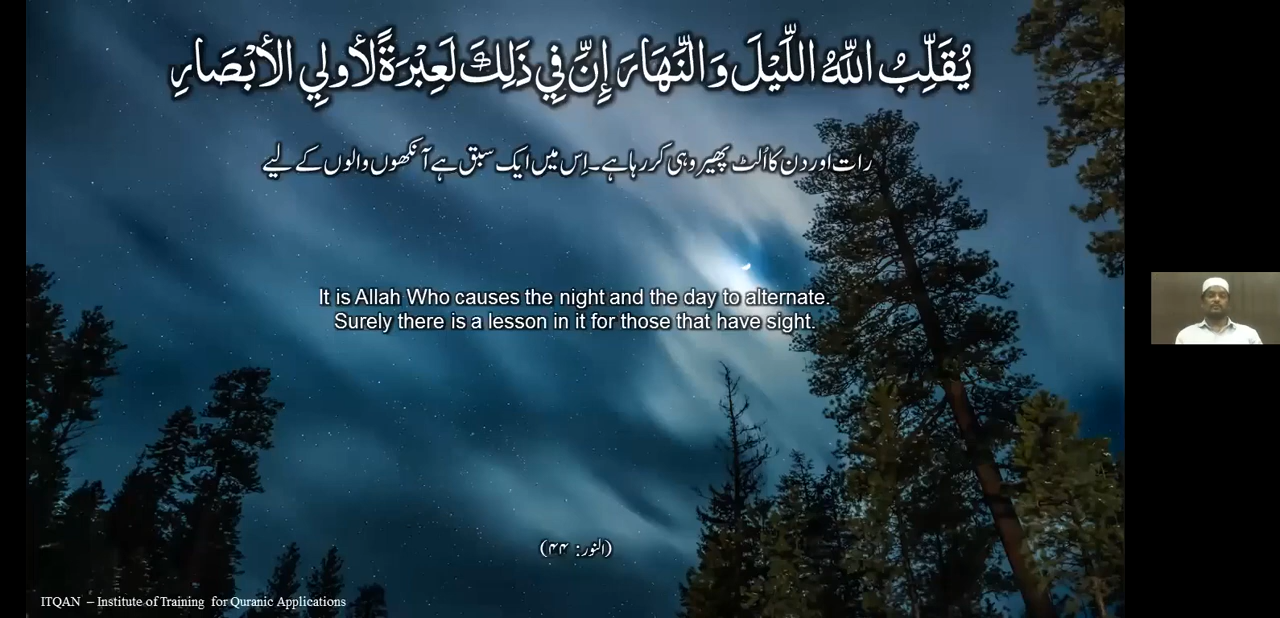 يُقَلِّبُ اللَّهُ اللَّيْلَ وَالنَّهَارَ إِنَّ فِي ذَلِكَ لَعِبْرَةً لِأُولِي الْأَبْصَارِ
رات اور دن کا اُلٹ پھیر وہی کر رہا ہے۔ اِس میں ایک سبق ہے آنکھوں والوں کے لیے
It is Allah Who causes the night and the day to alternate.
Surely there is a lesson in it for those that have sight.
(النور: ۴۴)
ITQAN – Institute of Training for Quranic Applications